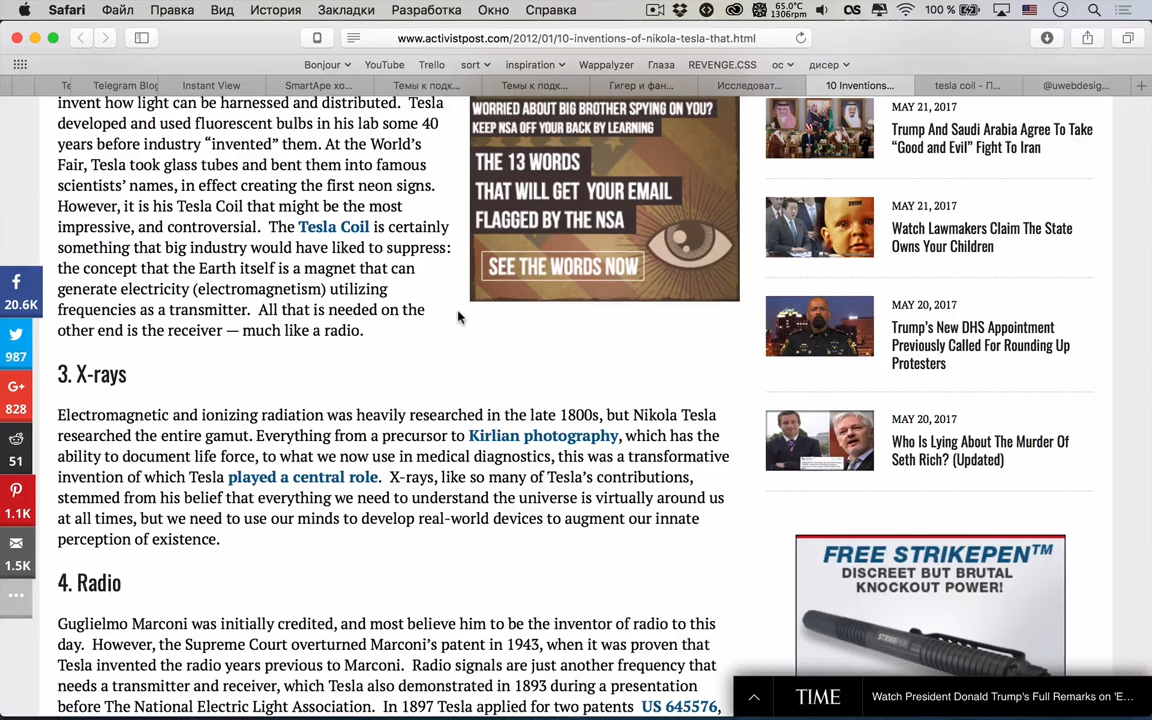 Safari Файл Правка Вид История Закладки Разработка Окно Справка 65.0°C 1306rpm 100 %
www.activistpost.com/2012/01/10-inventions-of-nikola-tesla-that.html
Bonjour YouTube Trello sort inspiration Wappalyzer Глаза REVENGE.CSS ос дисер
Te Telegram Blog Instant View SmartApe хо... Темы к подк... Темы к подк... Гигер и фан... Исследоват... 10 Inventions... tesla coil - П... @uwebdesig...
invent how light can be harnessed and distributed. Tesla
developed and used fluorescent bulbs in his lab some 40
years before industry “invented” them. At the World’s
Fair, Tesla took glass tubes and bent them into famous
scientists’ names, in effect creating the first neon signs.
However, it is his Tesla Coil that might be the most
impressive, and controversial. The Tesla Coil is certainly
something that big industry would have liked to suppress:
the concept that the Earth itself is a magnet that can
generate electricity (electromagnetism) utilizing
frequencies as a transmitter. All that is needed on the
other end is the receiver — much like a radio.
WORRIED ABOUT BIG BROTHER SPYING ON YOU?
KEEP NSA OFF YOUR BACK BY LEARNING
THE 13 WORDS
THAT WILL GET YOUR EMAIL
FLAGGED BY THE NSA
SEE THE WORDS NOW
3. X-rays
Electromagnetic and ionizing radiation was heavily researched in the late 1800s, but Nikola Tesla
researched the entire gamut. Everything from a precursor to Kirlian photography, which has the
ability to document life force, to what we now use in medical diagnostics, this was a transformative
invention of which Tesla played a central role. X-rays, like so many of Tesla’s contributions,
stemmed from his belief that everything we need to understand the universe is virtually around us
at all times, but we need to use our minds to develop real-world devices to augment our innate
perception of existence.
4. Radio
Guglielmo Marconi was initially credited, and most believe him to be the inventor of radio to this
day. However, the Supreme Court overturned Marconi’s patent in 1943, when it was proven that
Tesla invented the radio years previous to Marconi. Radio signals are just another frequency that
needs a transmitter and receiver, which Tesla also demonstrated in 1893 during a presentation
before The National Electric Light Association. In 1897 Tesla applied for two patents US 645576,
20.6K
987
828
51
1.1K
1.5K
MAY 21, 2017
Trump And Saudi Arabia Agree To Take
“Good and Evil” Fight To Iran
MAY 21, 2017
Watch Lawmakers Claim The State
Owns Your Children
MAY 20, 2017
Trump’s New DHS Appointment
Previously Called For Rounding Up
Protesters
MAY 20, 2017
Who Is Lying About The Murder Of
Seth Rich? (Updated)
FREE STRIKEPEN™
DISCREET BUT BRUTAL
KNOCKOUT POWER!
STRIKEPEN
TIME Watch President Donald Trump’s Full Remarks on 'E...